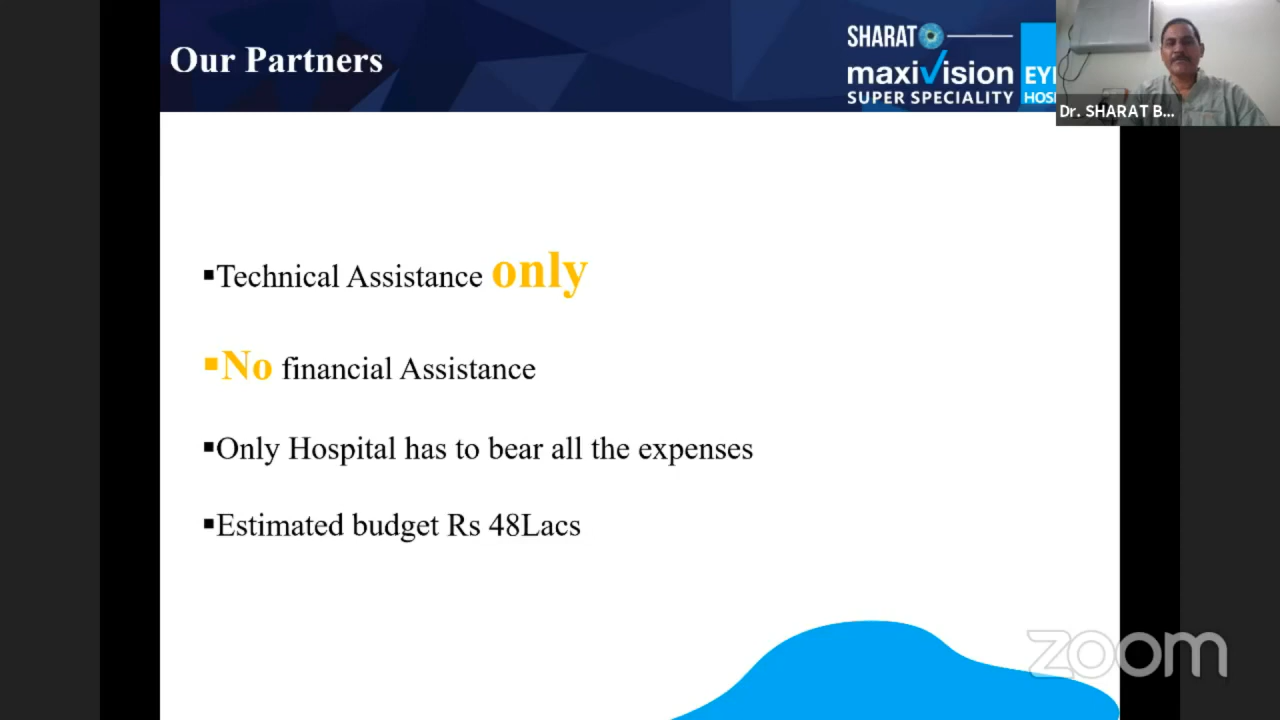 Our Partners
SHARAT
maxivision
SUPER SPECIALITY
EY
HOS
Dr. SHARAT B...
▪Technical Assistance only
▪No financial Assistance
▪Only Hospital has to bear all the expenses
▪Estimated budget Rs 48Lacs
zoom